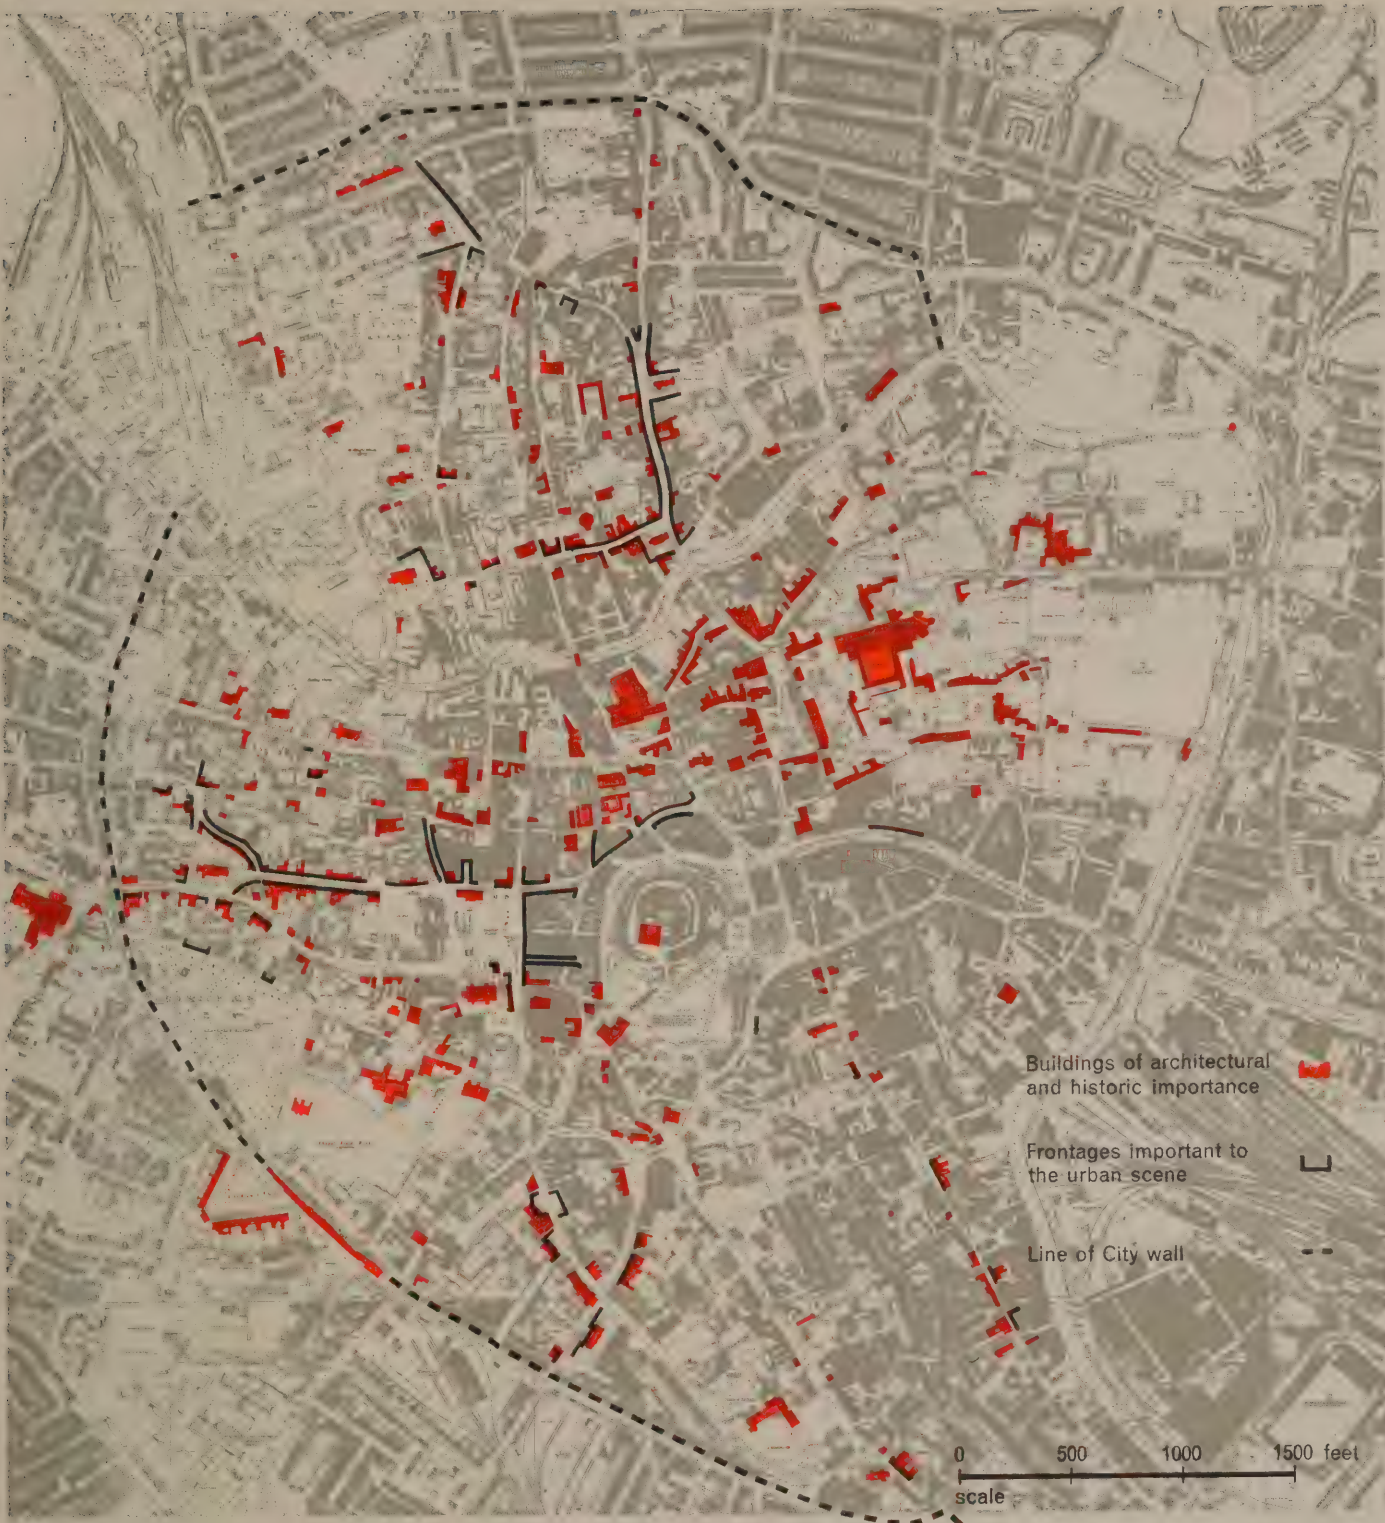 Buildings of architectural
and historic importance
Frontages important to
the urban scene
Line of City wall
0 500 1000 1500 feet
scale